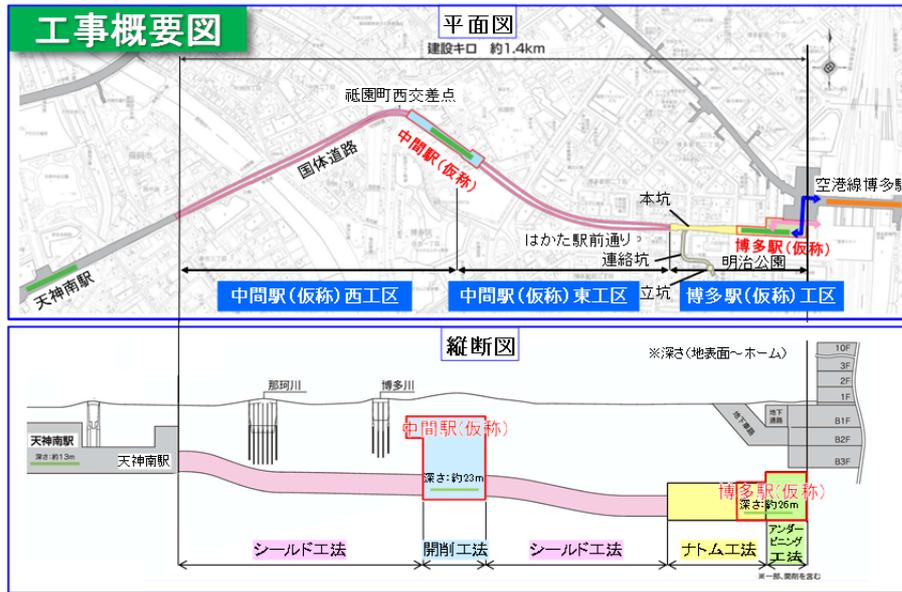 工事概要図
平面図
建設キロ 約1.4km
祗園町西交差点
国体道路
中間駅(仮称)
天神南駅
はかた駅前通り
本坑
連絡坑
立坑
明治公園
博多駅(仮称)
空港線博多駅
中間駅(仮称)西工区
中間駅(仮称)東工区
博多駅(仮称)工区
縦断図
※深さ(地表面～ホーム)
那珂川
博多川
10F
3F
2F
1F
B1F
B2F
B3F
地下車路
地下
通路
天神南駅
深さ:約13m
天神南駅
中間駅(仮称)
深さ:約23m
博多駅(仮称)
深さ:約26m
シールド工法
開削工法
シールド工法
ナトム工法
アンダー
ピニング
工法
※一部、開削を含む